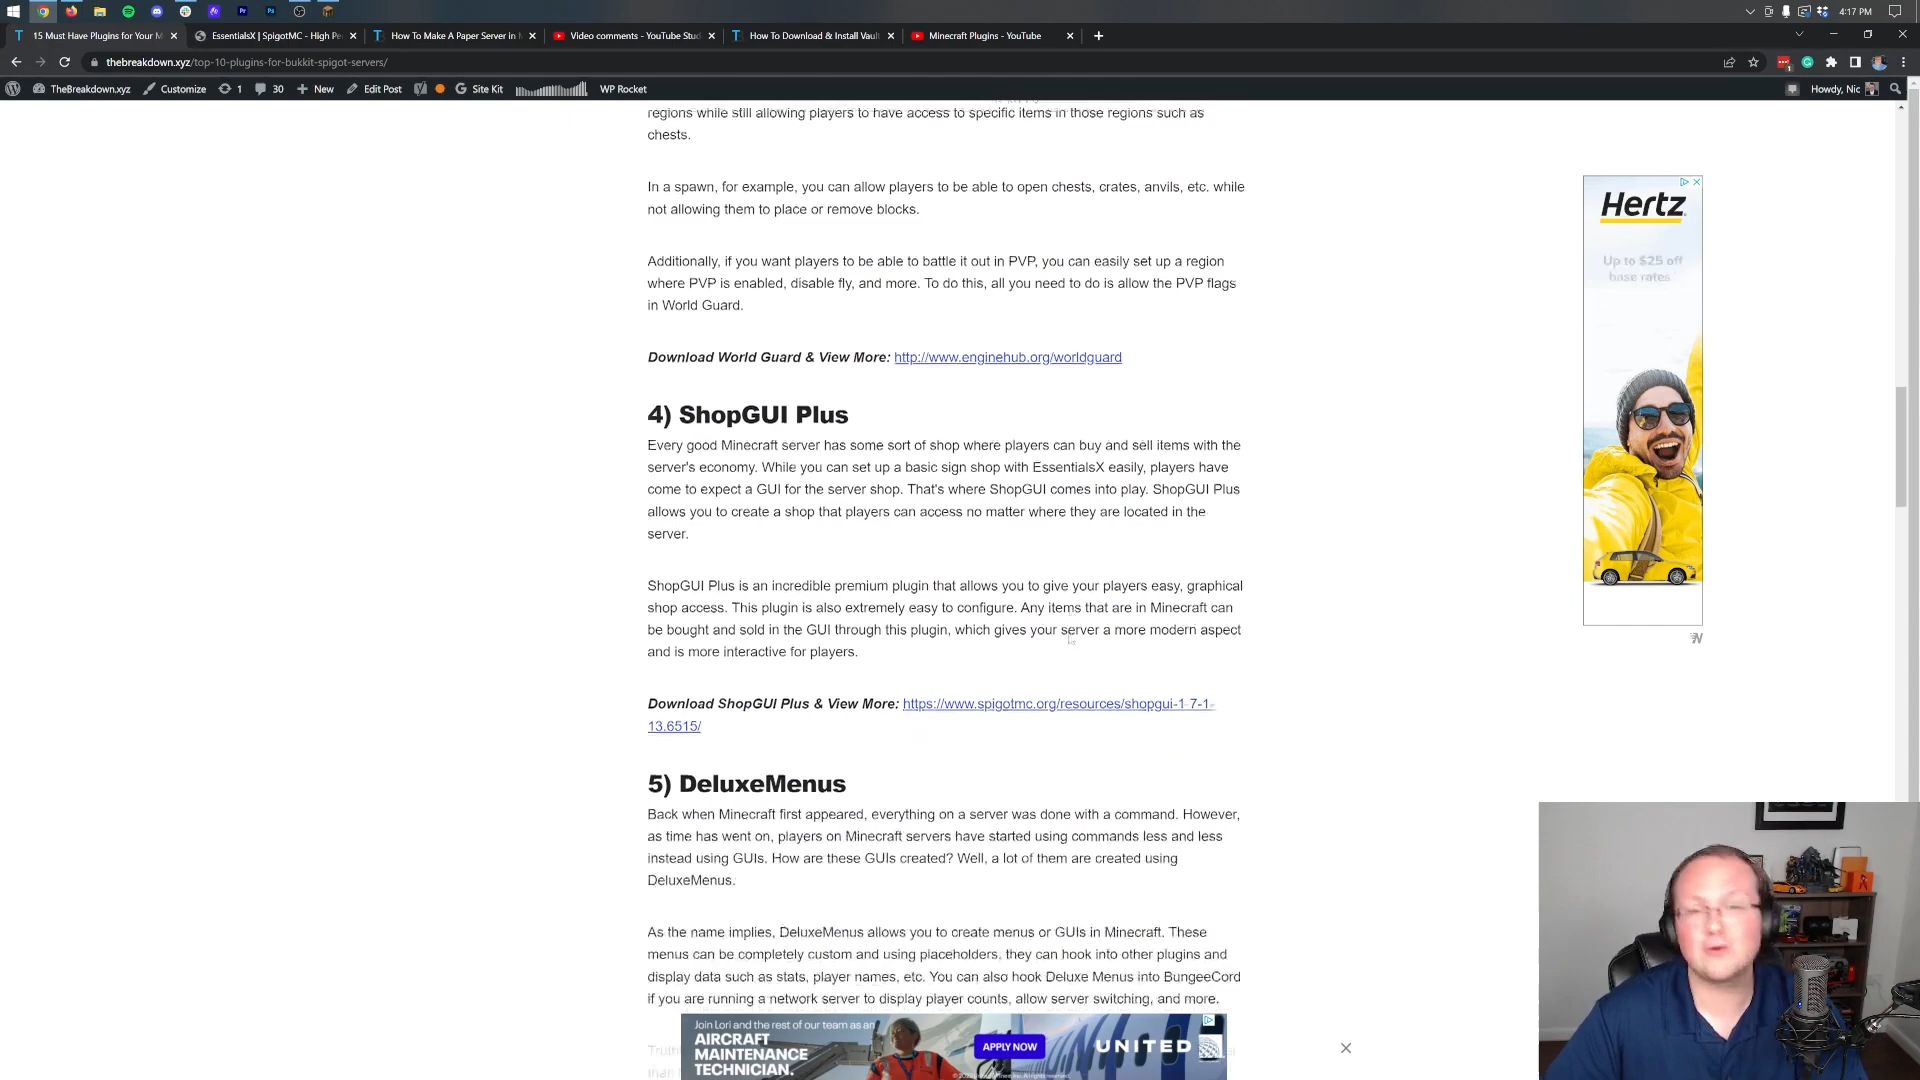 4:17 PM
15 Must Have Plugins for Your M
EssentialsX | SpigotMC - High Pe
How To Make A Paper Server in
Video comments - YouTube Stud
How To Download & Install Vault
Minecraft Plugins - YouTube
thebreakdown.xyz/top-10-plugins-for-bukkit-spigot-servers/
TheBreakdown.xyz Customize 1 30 New Edit Post Site Kit WP Rocket Howdy, Nic
regions while still allowing players to have access to specific items in those regions such as
chests.
In a spawn, for example, you can allow players to be able to open chests, crates, anvils, etc. while
not allowing them to place or remove blocks.
Additionally, if you want players to be able to battle it out in PVP, you can easily set up a region
where PVP is enabled, disable fly, and more. To do this, all you need to do is allow the PVP flags
in World Guard.
Download World Guard & View More: http://www.enginehub.org/worldguard
4) ShopGUI Plus
Every good Minecraft server has some sort of shop where players can buy and sell items with the
server's economy. While you can set up a basic sign shop with EssentialsX easily, players have
come to expect a GUI for the server shop. That's where ShopGUI comes into play. ShopGUI Plus
allows you to create a shop that players can access no matter where they are located in the
server.
ShopGUI Plus is an incredible premium plugin that allows you to give your players easy, graphical
shop access. This plugin is also extremely easy to configure. Any items that are in Minecraft can
be bought and sold in the GUI through this plugin, which gives your server a more modern aspect
and is more interactive for players.
Download ShopGUI Plus & View More: https://www.spigotmc.org/resources/shopgui-1-7-1-
13.6515/
5) DeluxeMenus
Back when Minecraft first appeared, everything on a server was done with a command. However,
as time has went on, players on Minecraft servers have started using commands less and less
instead using GUIs. How are these GUIs created? Well, a lot of them are created using
DeluxeMenus.
As the name implies, DeluxeMenus allows you to create menus or GUIs in Minecraft. These
menus can be completely custom and using placeholders, they can hook into other plugins and
display data such as stats, player names, etc. You can also hook Deluxe Menus into BungeeCord
if you are running a network server to display player counts, allow server switching, and more.
Hertz
Up to $25 off
base rates
Join Lori and the rest of our team as an
AIRCRAFT
MAINTENANCE
TECHNICIAN.
APPLY NOW
UNITED